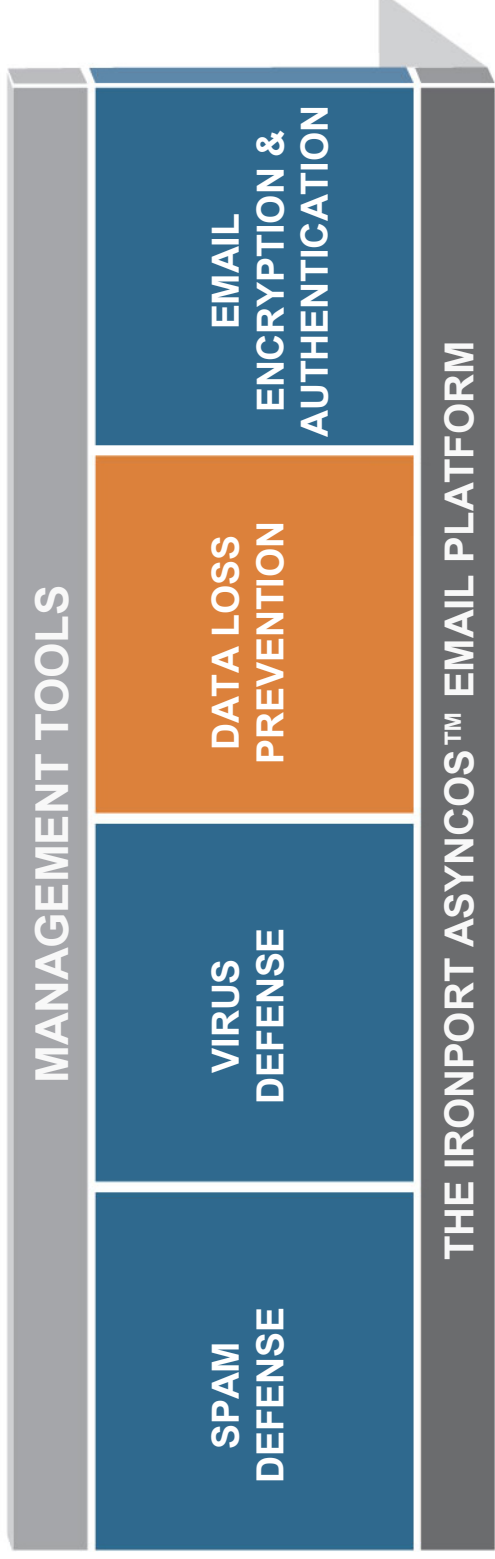 MANAGEMENT TOOLS
SPAM
DEFENSE
VIRUS
DEFENSE
DATA LOSS
PREVENTION
EMAIL
ENCRYPTION &
AUTHENTICATION
THE IRONPORT ASYNCOS™ EMAIL PLATFORM